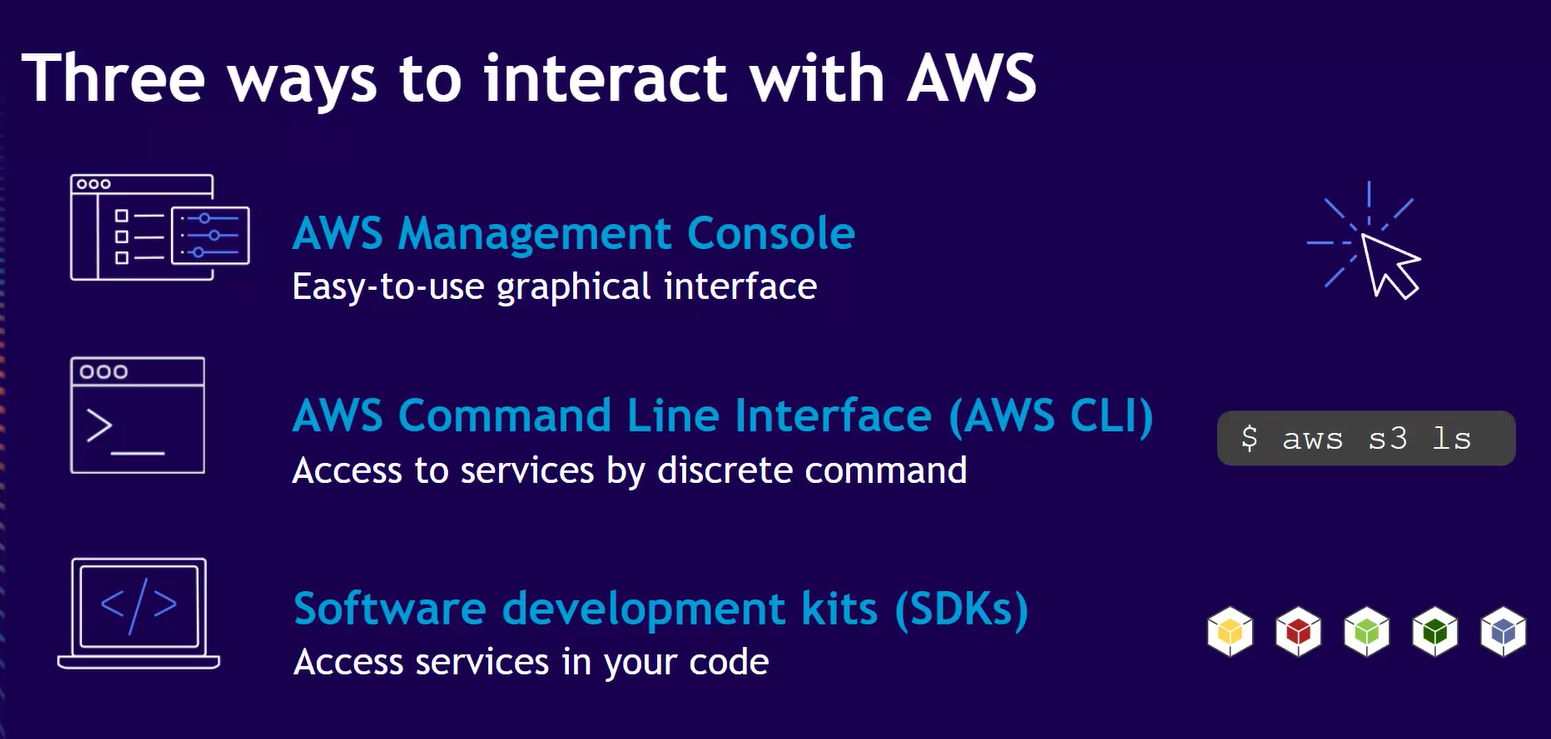 Three ways to interact with AWS
AWS Management Console
Easy-to-use graphical interface
AWS Command Line Interface (AWS CLI)
Access to services by discrete command
$ aws s3 ls
Software development kits (SDKs)
Access services in your code